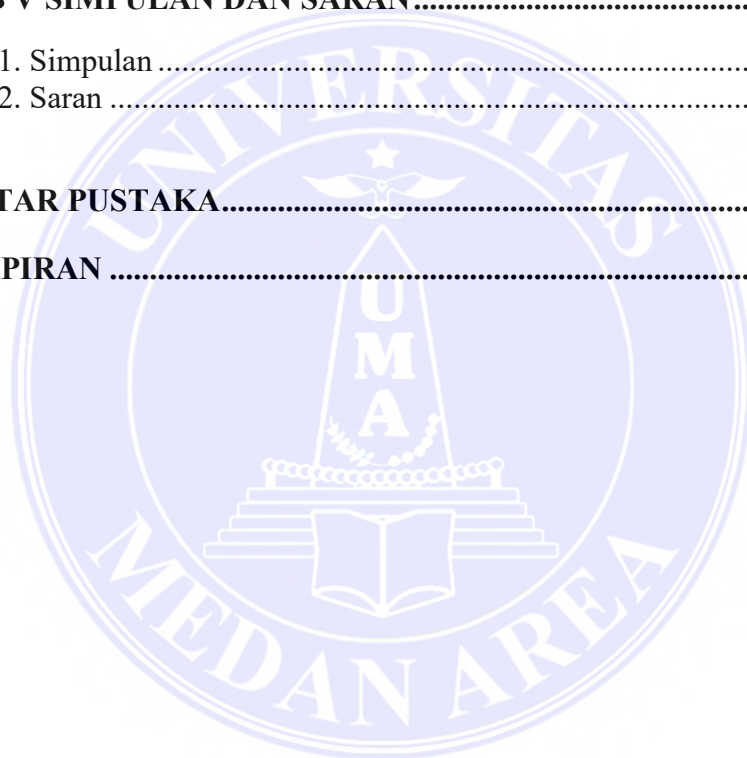 V SIMPULAN DAN SARAN..........................................
1. Simpulan ..........................................................................
2. Saran ................................................................................
TAR PUSTAKA...................................................................
PIRAN .................................................................................
UNIVERSITAS
UMA
MEDAN AREA